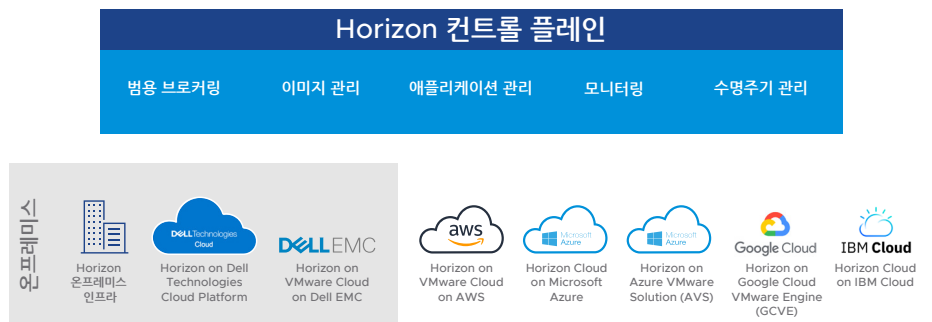 Horizon 컨트롤 플레인
범용 브로커링 이미지 관리 애플리케이션 관리 모니터링 수명주기 관리
온프레미스
Horizon
온프레미스
인프라
DELLTechnologies
Cloud
Horizon on Dell
Technologies
Cloud Platform
DELLEMC
Horizon on
VMware Cloud
on Dell EMC
aws
Horizon on
VMware Cloud
on AWS
Microsoft
Azure
Horizon Cloud
on Microsoft
Azure
Microsoft
Azure
Horizon on
Azure VMware
Solution (AVS)
Google Cloud
Horizon on
Google Cloud
VMware Engine
(GCVE)
IBM Cloud
Horizon Cloud
on IBM Cloud